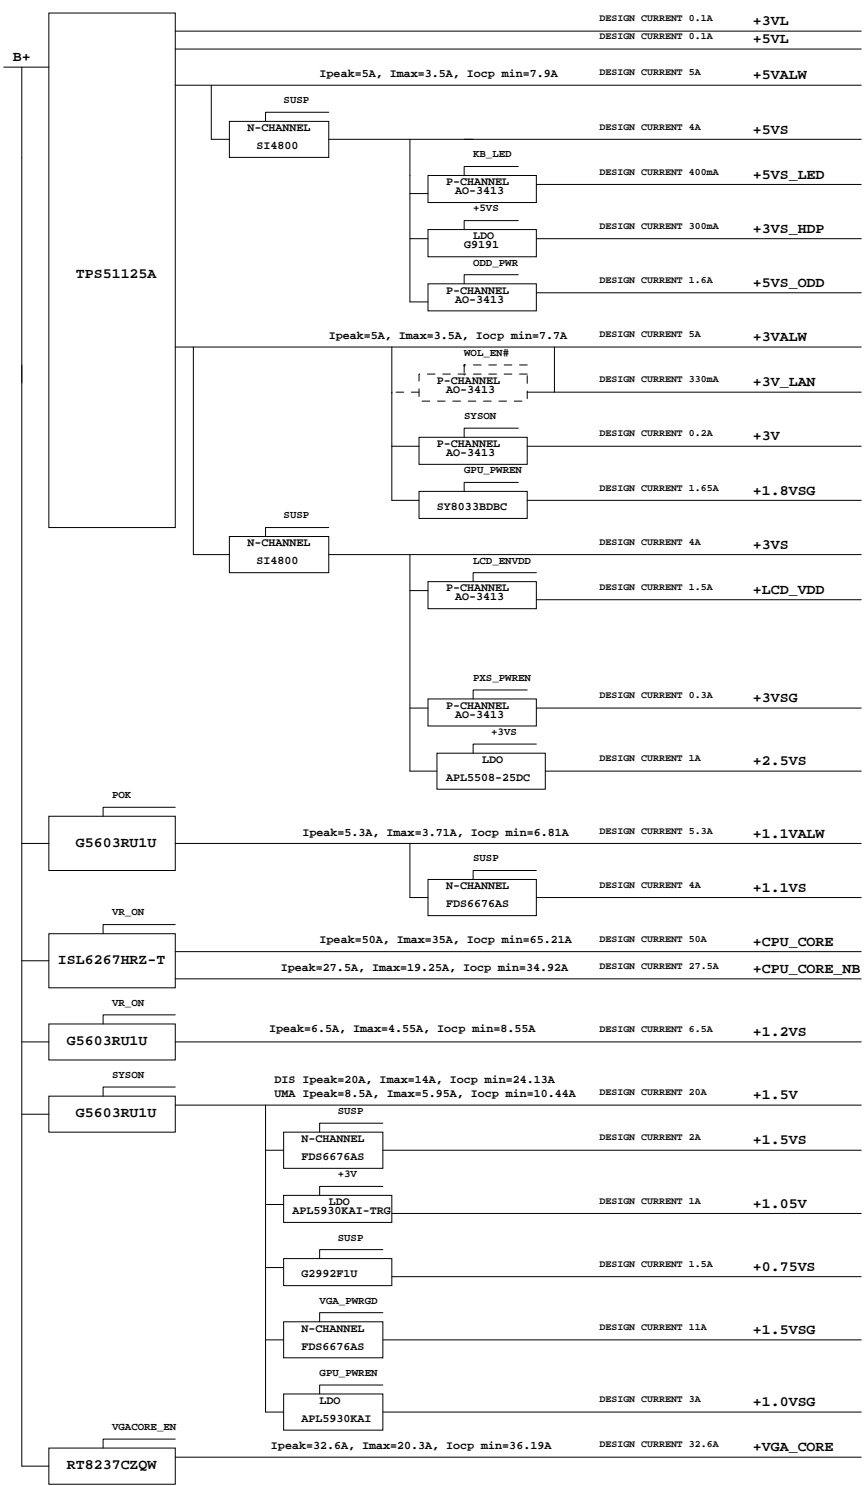 DESIGN CURRENT 0.1A +3VL
DESIGN CURRENT 0.1A +5VL
B+
Ipeak=5A, Imax=3.5A, Iocp min=7.9A DESIGN CURRENT 5A +5VALW
SUSP
N-CHANNEL DESIGN CURRENT 4A +5VS
SI4800
KB_LED
DESIGN CURRENT 400mA +5VS_LED
P-CHANNEL
AO-3413
+5VS
DESIGN CURRENT 300mA +3VS_HDP
LDO
G9191
ODD_PWR
TPS51125A
DESIGN CURRENT 1.6A +5VS_ODD
P-CHANNEL
AO-3413
Ipeak=5A, Imax=3.5A, Iocp min=7.7A DESIGN CURRENT 5A +3VALW
WOL_EN#
P-CHANNEL DESIGN CURRENT 330mA +3V_LAN
AO-3413
SYSON
DESIGN CURRENT 0.2A +3V
P-CHANNEL
AO-3413
GPU_PWREN
DESIGN CURRENT 1.65A +1.8VSG
SY8033BDBC
SUSP
N-CHANNEL DESIGN CURRENT 4A +3VS
SI4800
LCD_ENVDD
P-CHANNEL DESIGN CURRENT 1.5A +LCD_VDD
AO-3413
PXS_PWREN
DESIGN CURRENT 0.3A +3VSG
P-CHANNEL
AO-3413
+3VS
LDO DESIGN CURRENT 1A +2.5VS
APL5508-25DC
POK
G5603RU1U Ipeak=5.3A, Imax=3.71A, Iocp min=6.81A DESIGN CURRENT 5.3A +1.1VALW
SUSP
N-CHANNEL DESIGN CURRENT 4A +1.1VS
FDS6676AS
VR_ON
Ipeak=50A, Imax=35A, Iocp min=65.21A DESIGN CURRENT 50A +CPU_CORE
ISL6267HRZ-T
Ipeak=27.5A, Imax=19.25A, Iocp min=34.92A DESIGN CURRENT 27.5A +CPU_CORE_NB
VR_ON
G5603RU1U Ipeak=6.5A, Imax=4.55A, Iocp min=8.55A DESIGN CURRENT 6.5A +1.2VS
SYSON
DIS Ipeak=20A, Imax=14A, Iocp min=24.13A
UMA Ipeak=8.5A, Imax=5.95A, Iocp min=10.44A DESIGN CURRENT 20A +1.5V
G5603RU1U
SUSP
N-CHANNEL DESIGN CURRENT 2A +1.5VS
FDS6676AS
+3V
LDO DESIGN CURRENT 1A +1.05V
APL5930KAI-TRG
SUSP
G2992F1U DESIGN CURRENT 1.5A +0.75VS
VGA_PWRGD
N-CHANNEL DESIGN CURRENT 11A +1.5VSG
FDS6676AS
GPU_PWREN
LDO DESIGN CURRENT 3A +1.0VSG
APL5930KAI
VGACORE_EN
Ipeak=32.6A, Imax=20.3A, Iocp min=36.19A DESIGN CURRENT 32.6A +VGA_CORE
RT8237CZQW